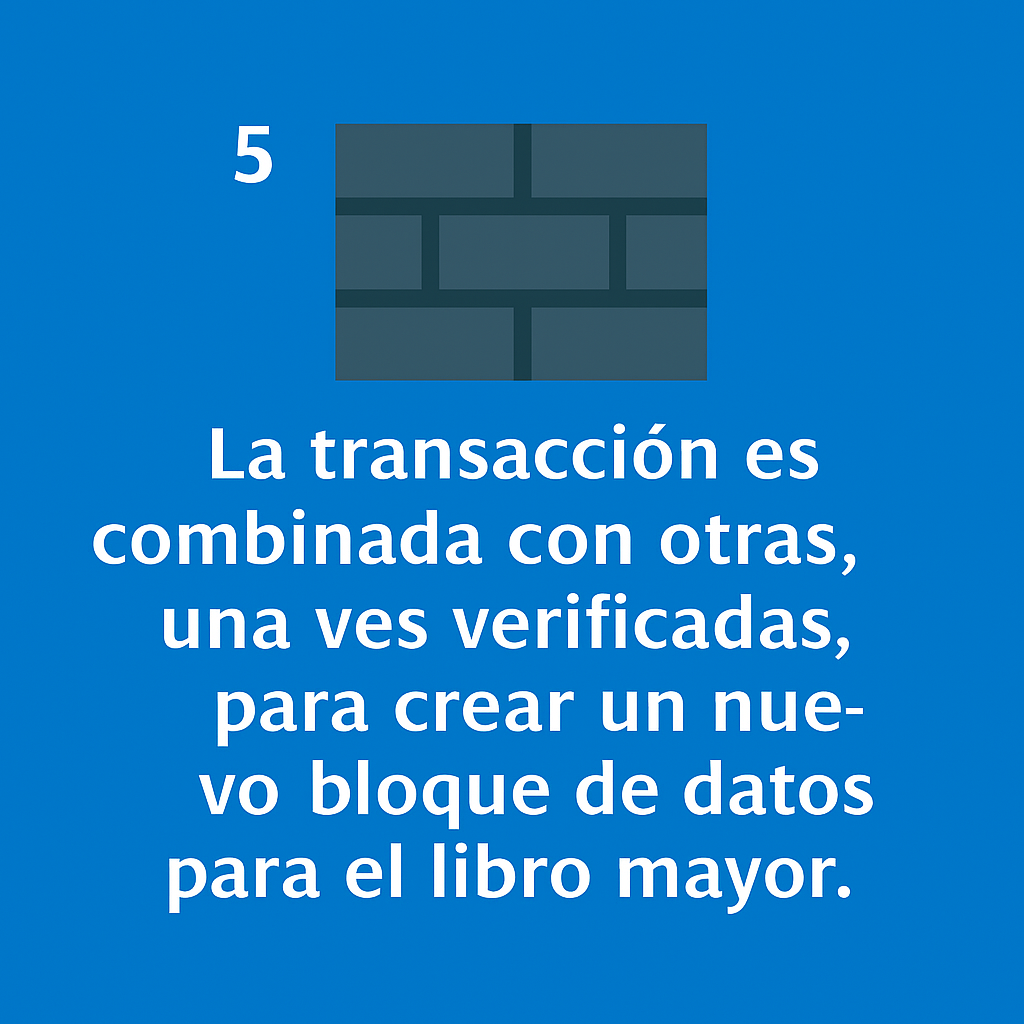 5
La transacción es
combinada con otras,
una ves verificadas,
para crear un nue-
vo bloque de datos
para el libro mayor.